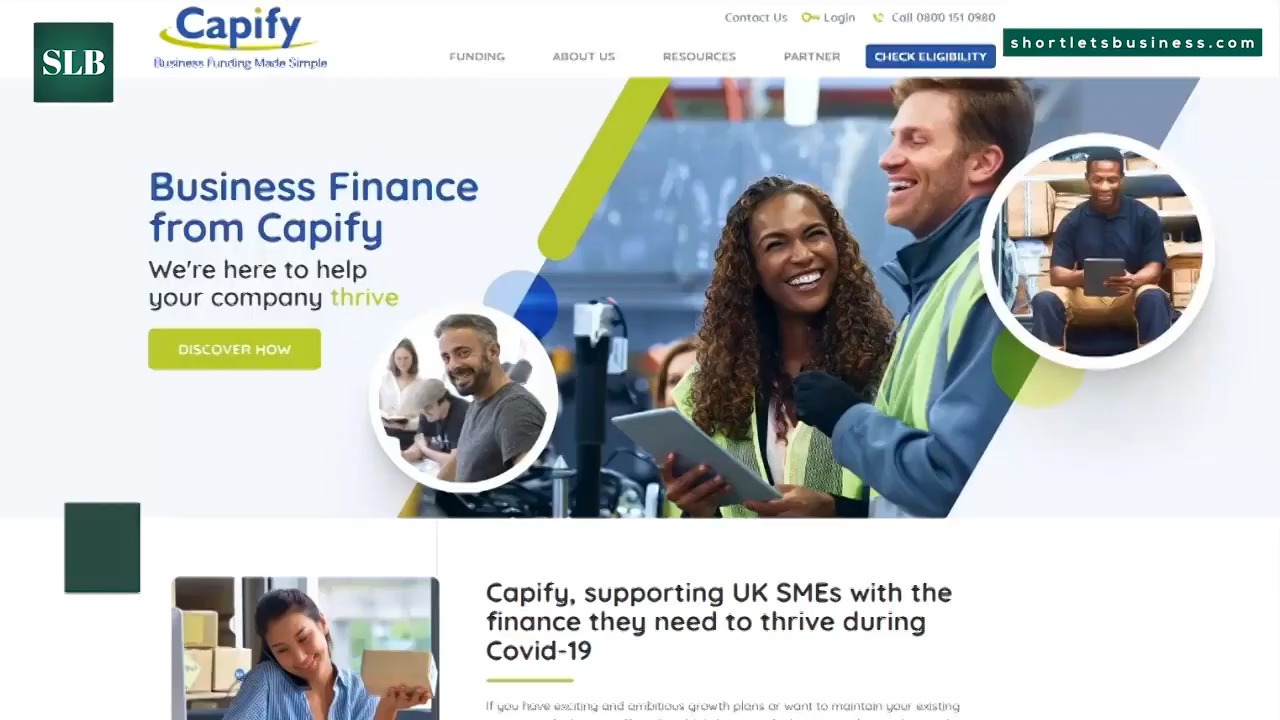 SLB
Capify
Business Funding Made Simple
Contact Us
Login
Call 0800 151 0980
FUNDING
ABOUT US
RESOURCES
PARTNER
CHECK ELIGIBILITY
shortletsbusiness.com
Business Finance
from Capify
We're here to help
your company thrive
DISCOVER HOW
Capify, supporting UK SMEs with the
finance they need to thrive during
Covid-19
If you have exciting and ambitious growth plans or want to maintain your existing